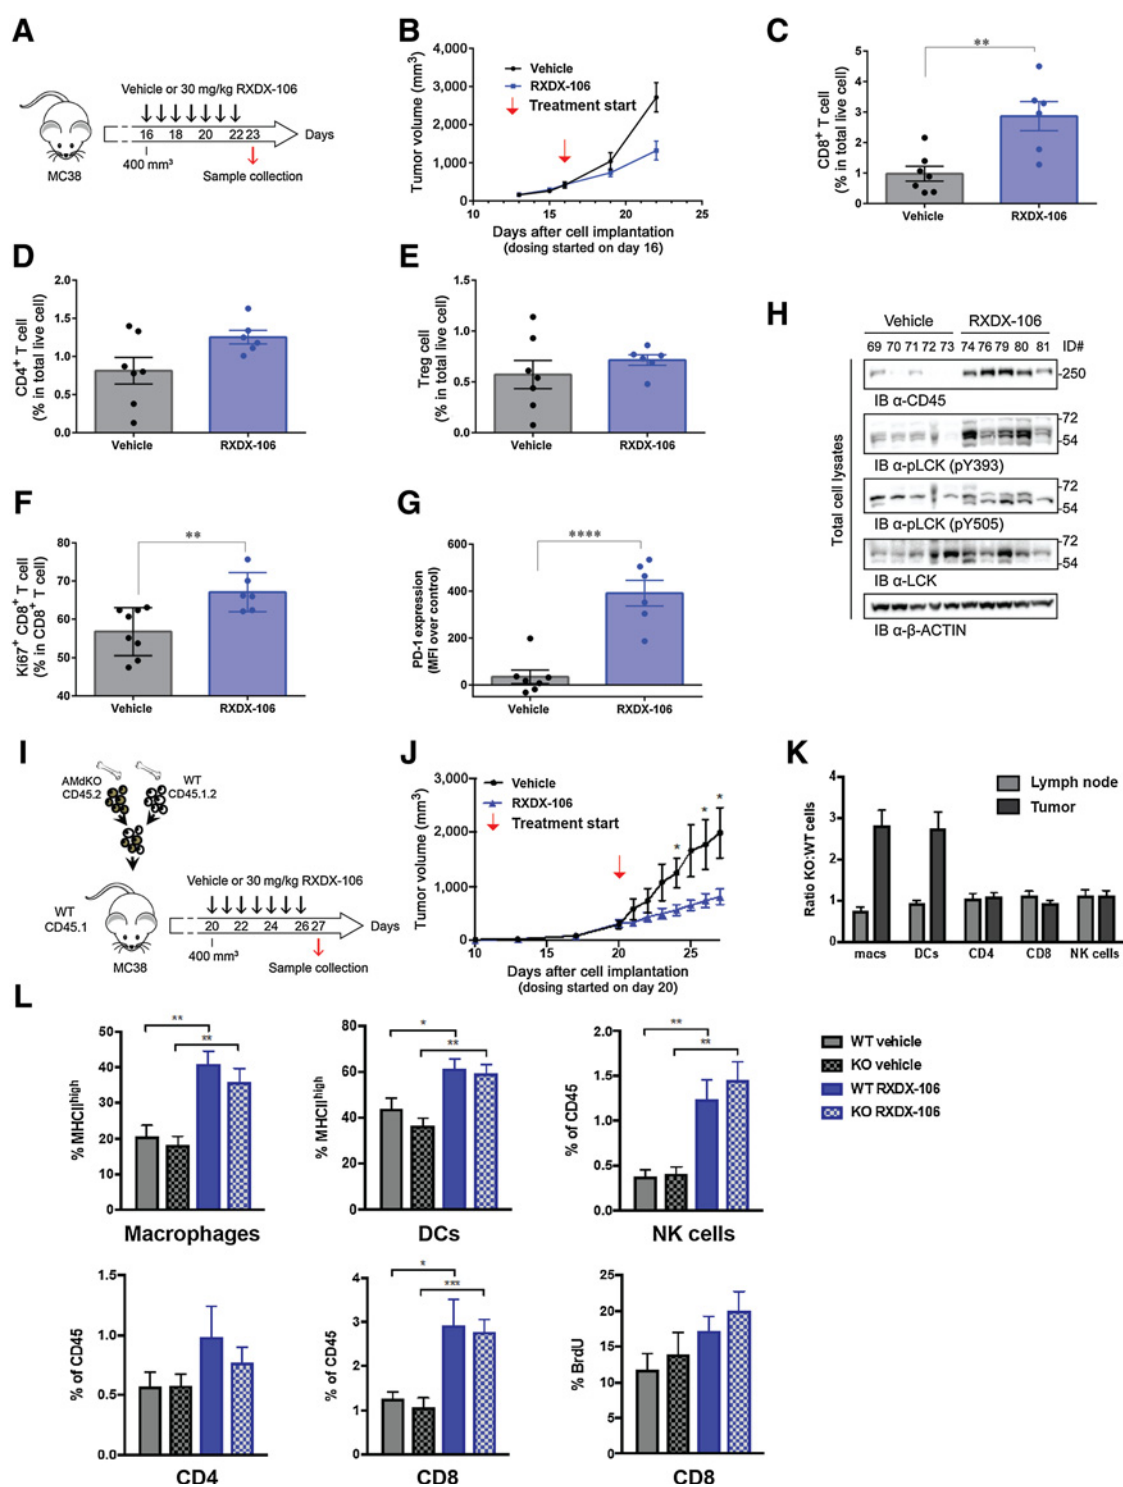 A
Vehicle or 30 mg/kg RXDX-106
16 18 20 22 23 Days
400 mm³
MC38
Sample collection
B
Tumor volume (mm³)
4,000
3,000
2,000
1,000
0
10 15 20 25
Vehicle
RXDX-106
Treatment start
Days after cell implantation
(dosing started on day 16)
C
CD8⁺ T cell
(% in total live cell)
5
4
3
2
1
0
**
Vehicle RXDX-106
D
CD4⁺ T cell
(% in total live cell)
2.0
1.5
1.0
0.5
0.0
Vehicle RXDX-106
E
Treg cell
(% in total live cell)
1.5
1.0
0.5
0.0
Vehicle RXDX-106
F
Ki67⁺ CD8⁺ T cell
(% in CD8⁺ T cell)
80
70
60
50
40
**
Vehicle RXDX-106
G
PD-1 expression
(MFI over control)
600
400
200
0
****
Vehicle RXDX-106
H
Vehicle RXDX-106
69 70 71 72 73 74 76 79 80 81 ID#
Total cell lysates
-250
IB α-CD45
-72
-54
IB α-pLCK (pY393)
-72
-54
IB α-pLCK (pY505)
-72
-54
IB α-LCK
IB α-β-ACTIN
I
AMdKO
CD45.2
WT
CD45.1.2
WT
CD45.1
MC38
Vehicle or 30 mg/kg RXDX-106
20 22 24 26 27 Days
400 mm³
Sample collection
J
Tumor volume (mm³)
3,000
2,000
1,000
0
10 15 20 25
Vehicle
RXDX-106
Treatment start
* * *
Days after cell implantation
(dosing started on day 20)
K
Ratio KO:WT cells
4
3
2
1
0
Lymph node
Tumor
macs DCs CD4 CD8 NK cells
L
% MHCIIhigh
50
40
30
20
10
0
**
**
Macrophages
% MHCIIhigh
80
60
40
20
0
*
**
DCs
% of CD45
2.0
1.5
1.0
0.5
0.0
**
**
NK cells
WT vehicle
KO vehicle
WT RXDX-106
KO RXDX-106
% of CD45
1.5
1.0
0.5
0.0
CD4
% of CD45
4
3
2
1
0
*
***
CD8
% BrdU
25
20
15
10
5
0
CD8